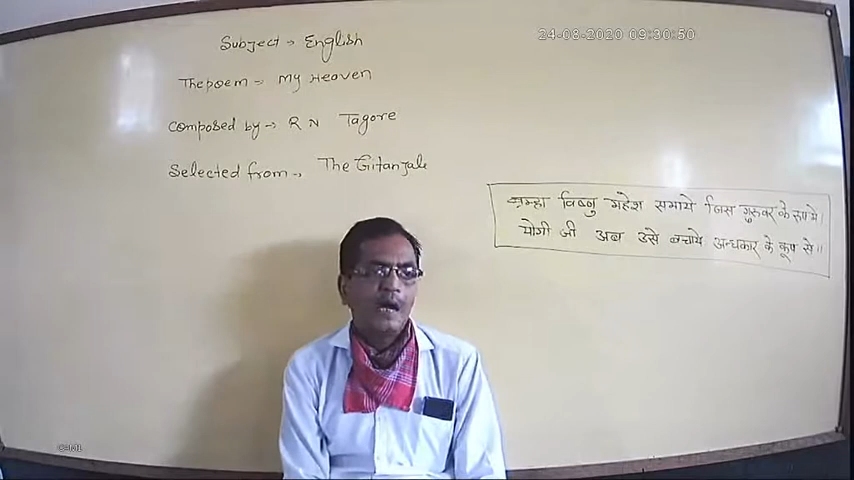 Subject → English
24-08-2020 09:30:50
The poem → My Heaven
Composed by → R N Tagore
Selected from → The Gitanjali
ब्रम्हा विष्णु महेश समाये जिस गुरुवर के रूप मे।
योगी जी अब उसे बचाये अन्धकार के कूप से॥
CAM1